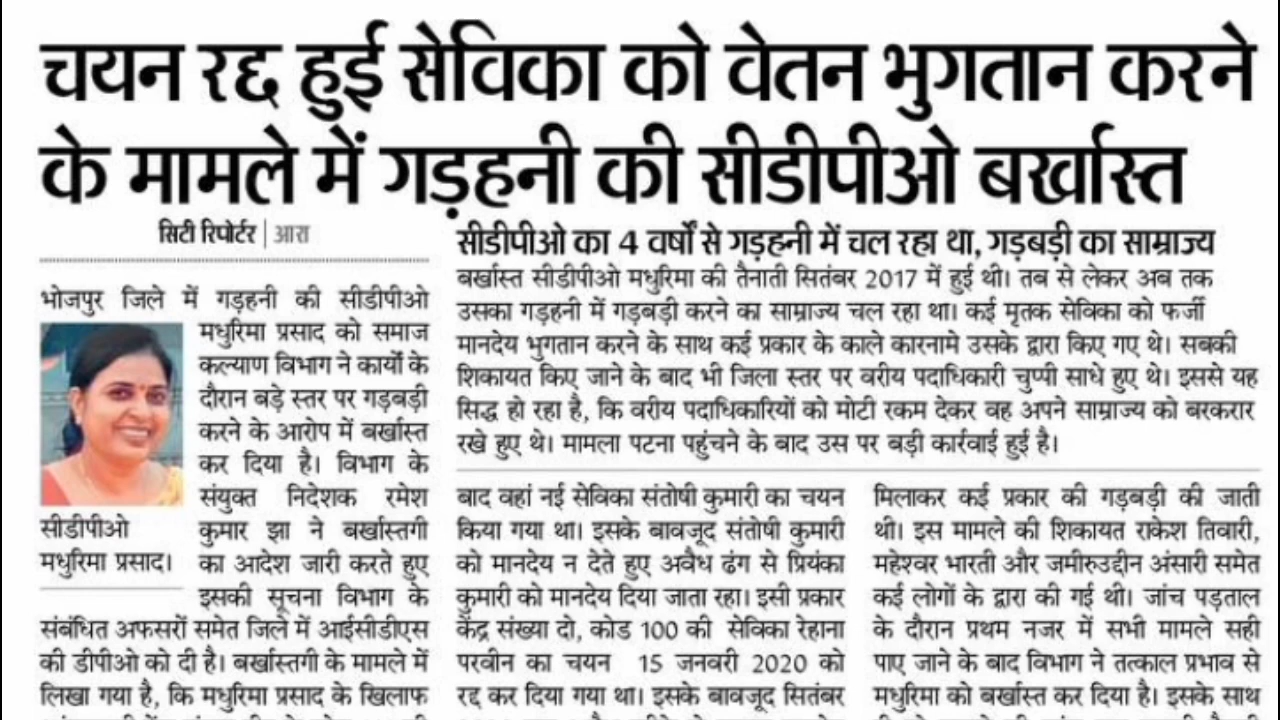 चयन रद्द हुई सेविका को वेतन भुगतान करने
के मामले में गड़हनी की सीडीपीओ बर्खास्त
सिटी रिपोर्टर | आरा
भोजपुर जिले में गड़हनी की सीडीपीओ
मधुरिमा प्रसाद को समाज
कल्याण विभाग ने कार्यों के
दौरान बड़े स्तर पर गड़बड़ी
करने के आरोप में बर्खास्त
कर दिया है। विभाग के
संयुक्त निदेशक रमेश
कुमार झा ने बर्खास्तगी
का आदेश जारी करते हुए
इसकी सूचना विभाग के
संबंधित अफसरों समेत जिले में आईसीडीएस
की डीपीओ को दी है। बर्खास्तगी के मामले में
लिखा गया है, कि मधुरिमा प्रसाद के खिलाफ
सीडीपीओ
मधुरिमा प्रसाद।
सीडीपीओ का 4 वर्षों से गड़हनी में चल रहा था, गड़बड़ी का साम्राज्य
बर्खास्त सीडीपीओ मधुरिमा की तैनाती सितंबर 2017 में हुई थी। तब से लेकर अब तक
उसका गड़हनी में गड़बड़ी करने का साम्राज्य चल रहा था। कई मृतक सेविका को फर्जी
मानदेय भुगतान करने के साथ कई प्रकार के काले कारनामे उसके द्वारा किए गए थे। सबकी
शिकायत किए जाने के बाद भी जिला स्तर पर वरीय पदाधिकारी चुप्पी साधे हुए थे। इससे यह
सिद्ध हो रहा है, कि वरीय पदाधिकारियों को मोटी रकम देकर वह अपने साम्राज्य को बरकरार
रखे हुए थे। मामला पटना पहुंचने के बाद उस पर बड़ी कार्रवाई हुई है।
बाद वहां नई सेविका संतोषी कुमारी का चयन
किया गया था। इसके बावजूद संतोषी कुमारी
को मानदेय न देते हुए अवैध ढंग से प्रियंका
कुमारी को मानदेय दिया जाता रहा। इसी प्रकार
केंद्र संख्या दो, कोड 100 की सेविका रेहाना
परवीन का चयन 15 जनवरी 2020 को
रद्द कर दिया गया था। इसके बावजूद सितंबर
मिलाकर कई प्रकार की गड़बड़ी की जाती
थी। इस मामले की शिकायत राकेश तिवारी,
महेश्वर भारती और जमीरुउद्दीन अंसारी समेत
कई लोगों के द्वारा की गई थी। जांच पड़ताल
के दौरान प्रथम नजर में सभी मामले सही
पाए जाने के बाद विभाग ने तत्काल प्रभाव से
मधुरिमा को बर्खास्त कर दिया है। इसके साथ